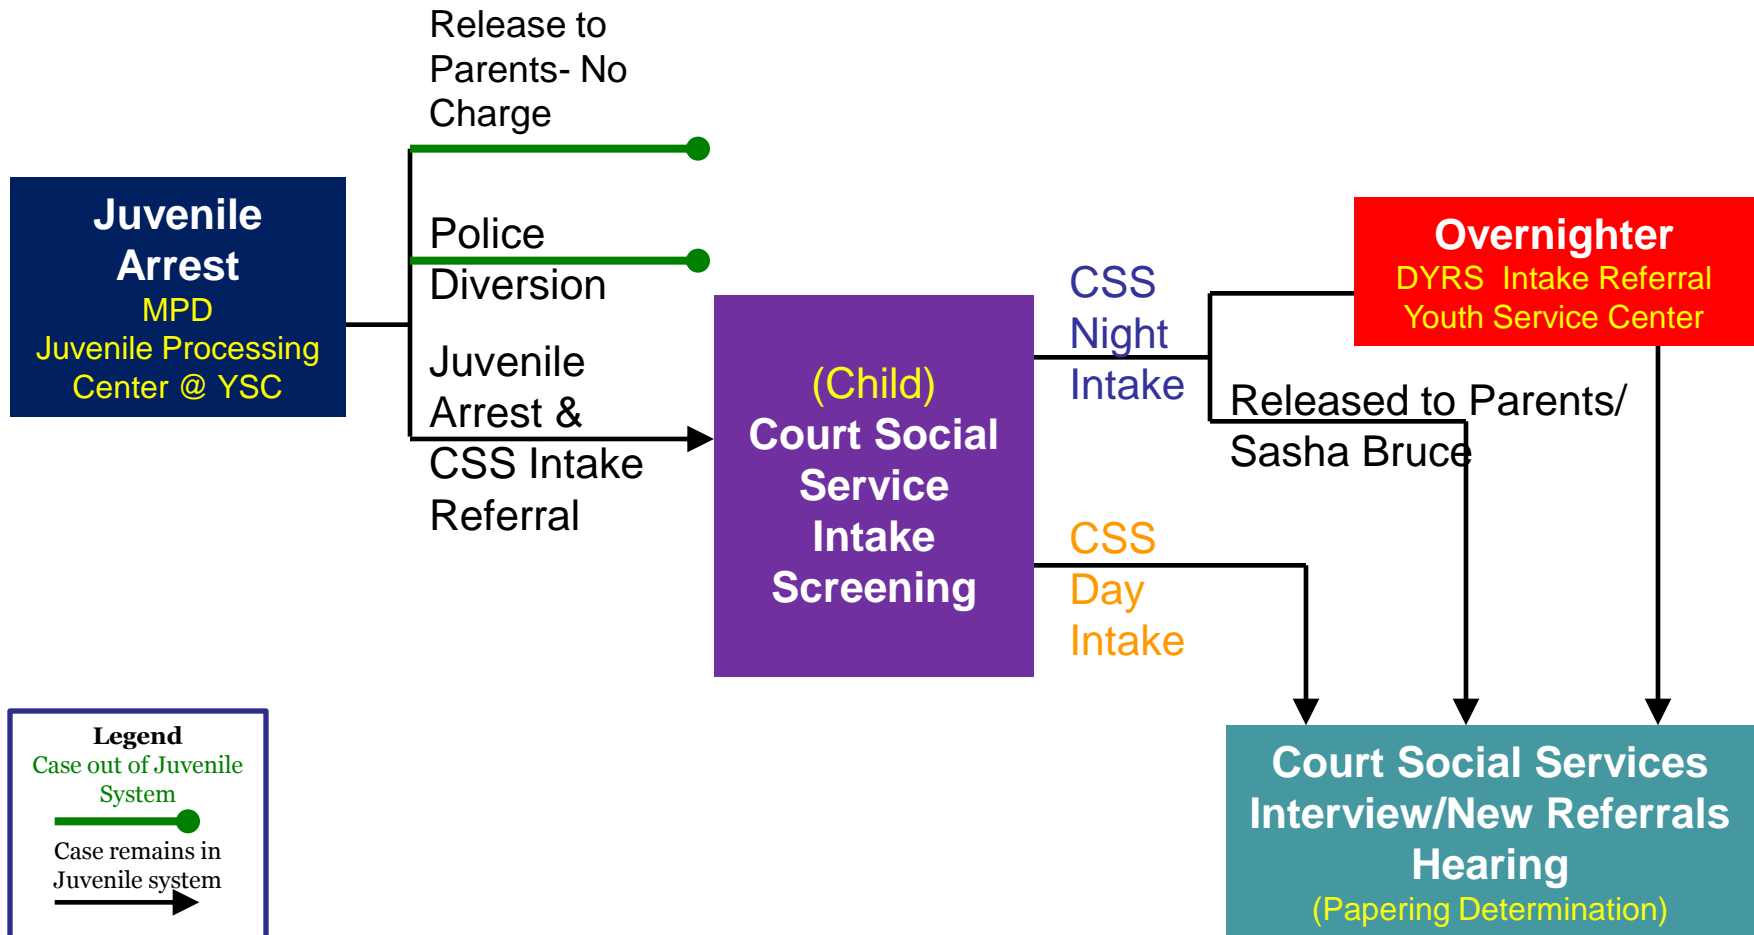 Release to
Parents- No
Charge
Juvenile
Arrest
MPD
Juvenile Processing
Center @ YSC
Police
Diversion
Juvenile
Arrest &
CSS Intake
Referral
(Child)
Court Social
Service
Intake
Screening
CSS
Night
Intake
CSS
Day
Intake
Overnighter
DYRS  Intake Referral
Youth Service Center
Released to Parents/
Sasha Bruce
Court Social Services
Interview/New Referrals
Hearing
(Papering Determination)
Legend
Case out of Juvenile
System
Case remains in
Juvenile system